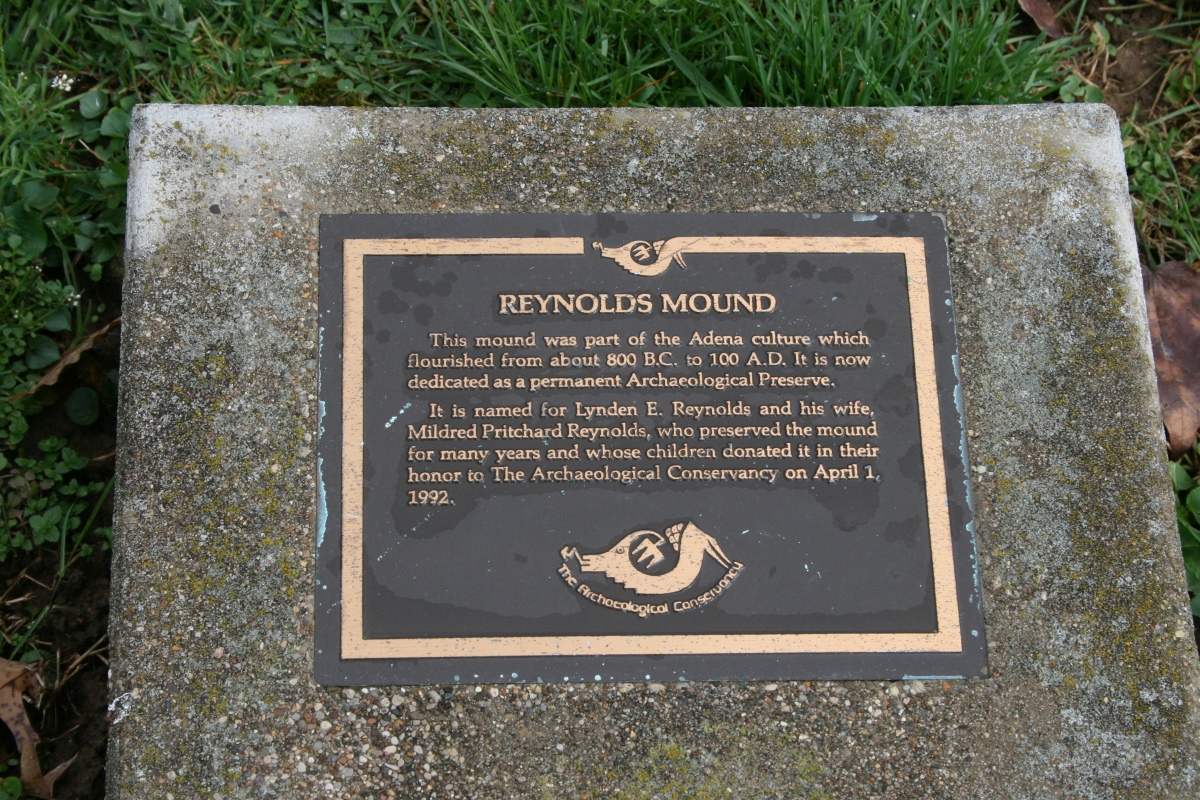 REYNOLDS MOUND
This mound was part of the Adena culture which
flourished from about 800 B.C. to 100 A.D. It is now
dedicated as a permanent Archaeological Preserve.
It is named for Lynden E. Reynolds and his wife,
Mildred Pritchard Reynolds, who preserved the mound
for many years and whose children donated it in their
honor to The Archaeological Conservancy on April 1,
1992.
The Archaeological Conservancy